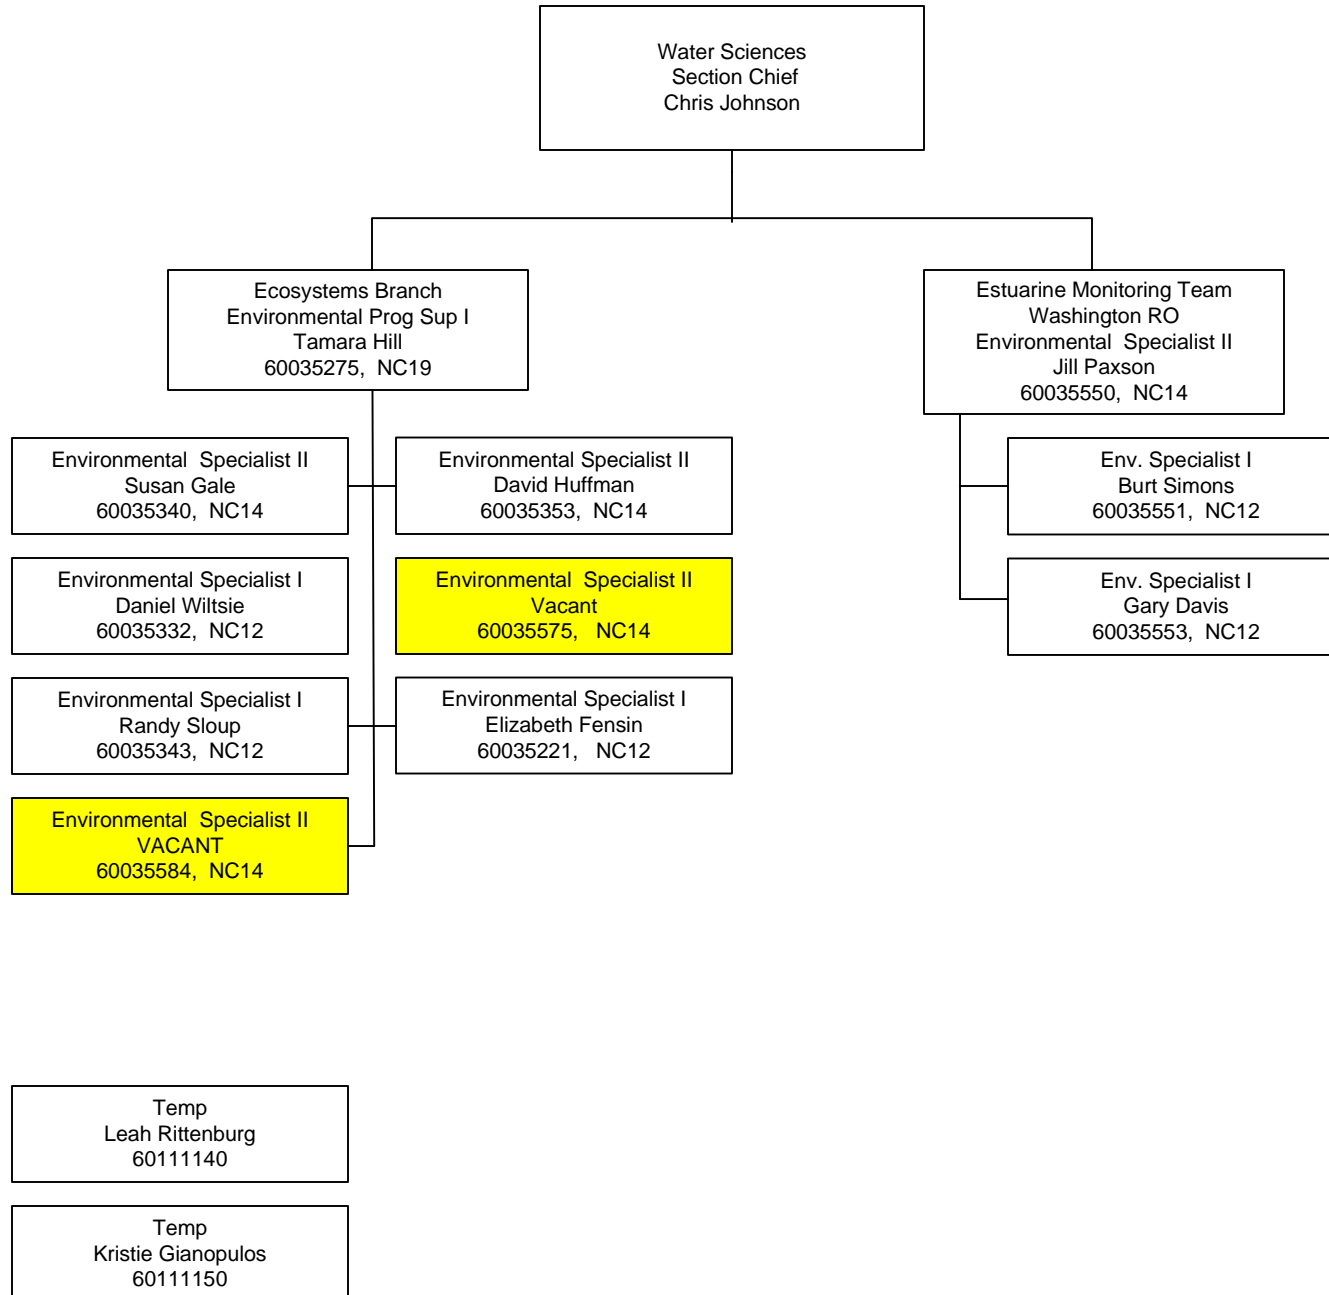 Water Sciences
Section Chief
Chris Johnson
Ecosystems Branch
Environmental Prog Sup I
Tamara Hill
60035275, NC19
Estuarine Monitoring Team
Washington RO
Environmental Specialist II
Jill Paxson
60035550, NC14
Environmental Specialist II
Susan Gale
60035340, NC14
Environmental Specialist II
David Huffman
60035353, NC14
Env. Specialist I
Burt Simons
60035551, NC12
Environmental Specialist I
Daniel Wiltsie
60035332, NC12
Environmental Specialist II
Vacant
60035575, NC14
Env. Specialist I
Gary Davis
60035553, NC12
Environmental Specialist I
Randy Sloup
60035343, NC12
Environmental Specialist I
Elizabeth Fensin
60035221, NC12
Environmental Specialist II
VACANT
60035584, NC14
Temp
Leah Rittenburg
60111140
Temp
Kristie Gianopulos
60111150